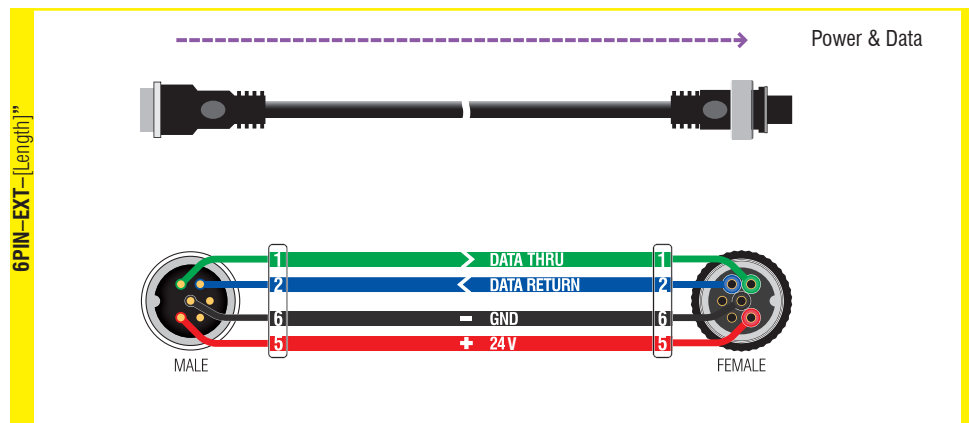 6PIN–EXT–[Length]"
Power & Data
1 > DATA THRU 1
2 < DATA RETURN 2
6 – GND 6
5 + 24V 5
MALE
FEMALE